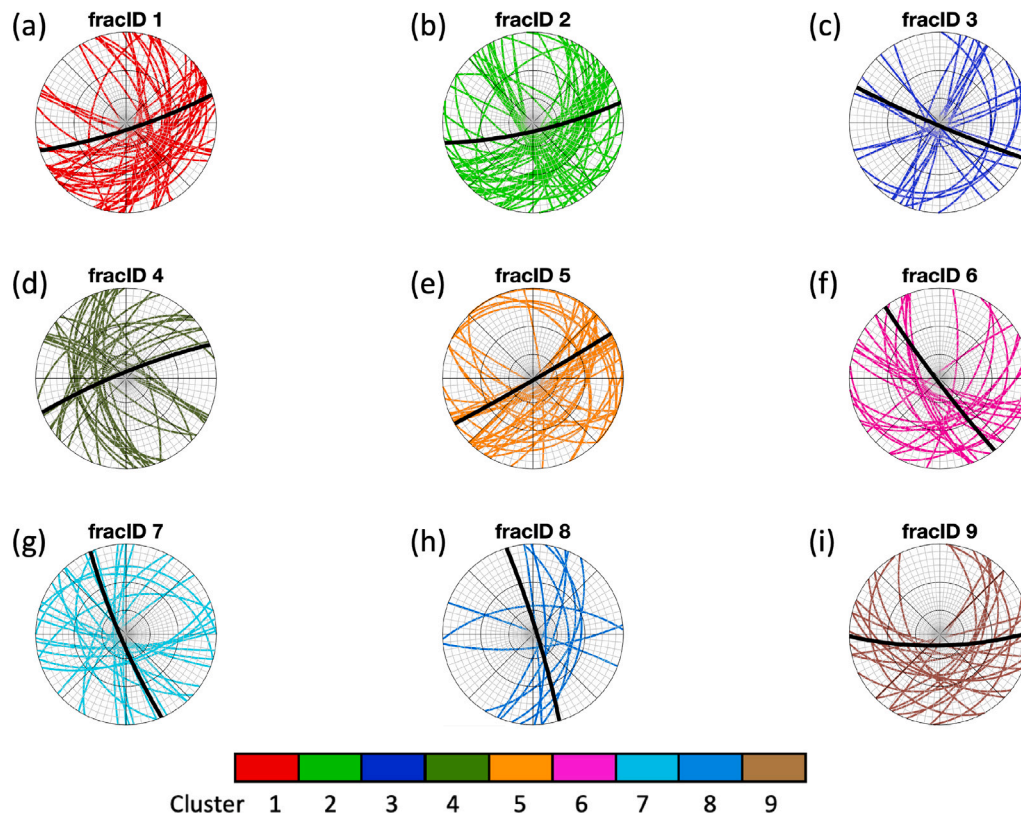 (a) fracID 1
(b) fracID 2
(c) fracID 3
(d) fracID 4
(e) fracID 5
(f) fracID 6
(g) fracID 7
(h) fracID 8
(i) fracID 9
Cluster 1 2 3 4 5 6 7 8 9